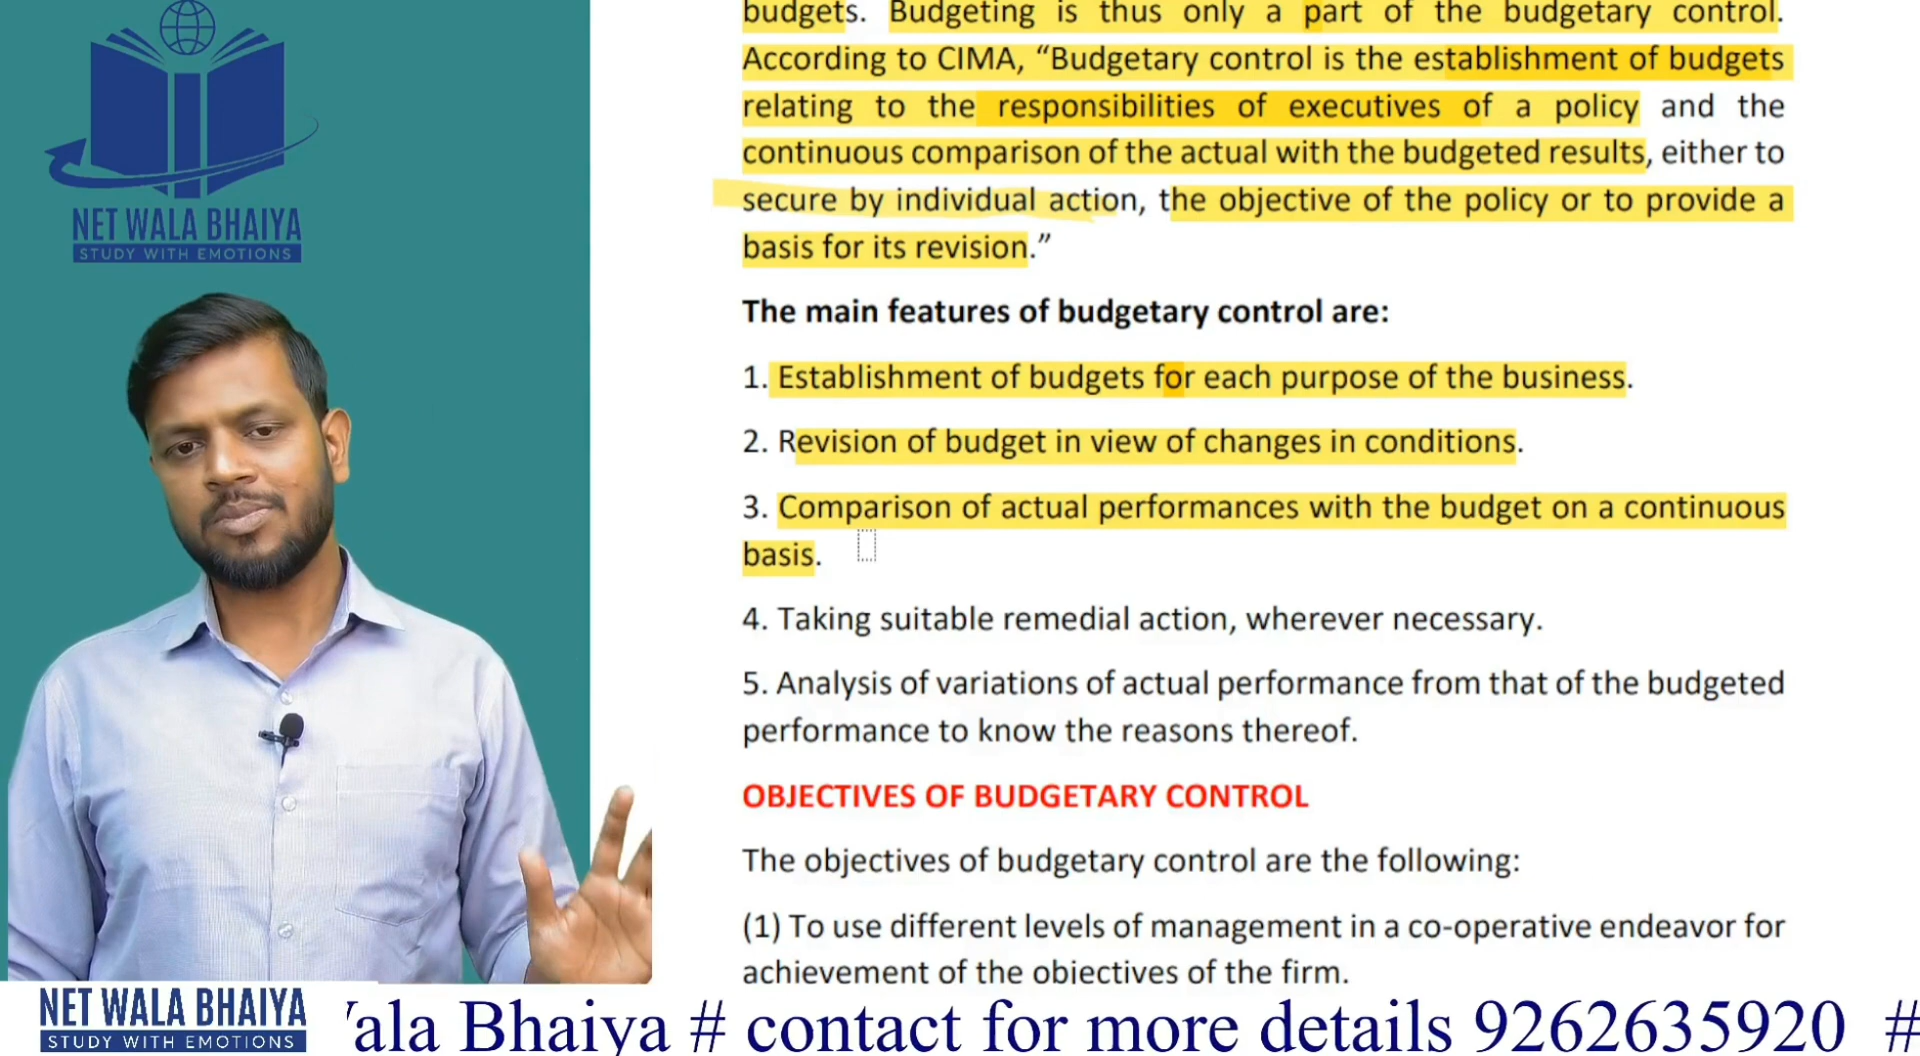 NET WALA BHAIYA
STUDY WITH EMOTIONS
budgets. Budgeting is thus only a part of the budgetary control.
According to CIMA, “Budgetary control is the establishment of budgets
relating to the responsibilities of executives of a policy and the
continuous comparison of the actual with the budgeted results, either to
secure by individual action, the objective of the policy or to provide a
basis for its revision.”
The main features of budgetary control are:
1. Establishment of budgets for each purpose of the business.
2. Revision of budget in view of changes in conditions.
3. Comparison of actual performances with the budget on a continuous
basis.
4. Taking suitable remedial action, wherever necessary.
5. Analysis of variations of actual performance from that of the budgeted
performance to know the reasons thereof.
OBJECTIVES OF BUDGETARY CONTROL
The objectives of budgetary control are the following:
(1) To use different levels of management in a co-operative endeavor for
achievement of the objectives of the firm.
NET WALA BHAIYA
STUDY WITH EMOTIONS
Bhaiya # contact for more details 9262635920 #